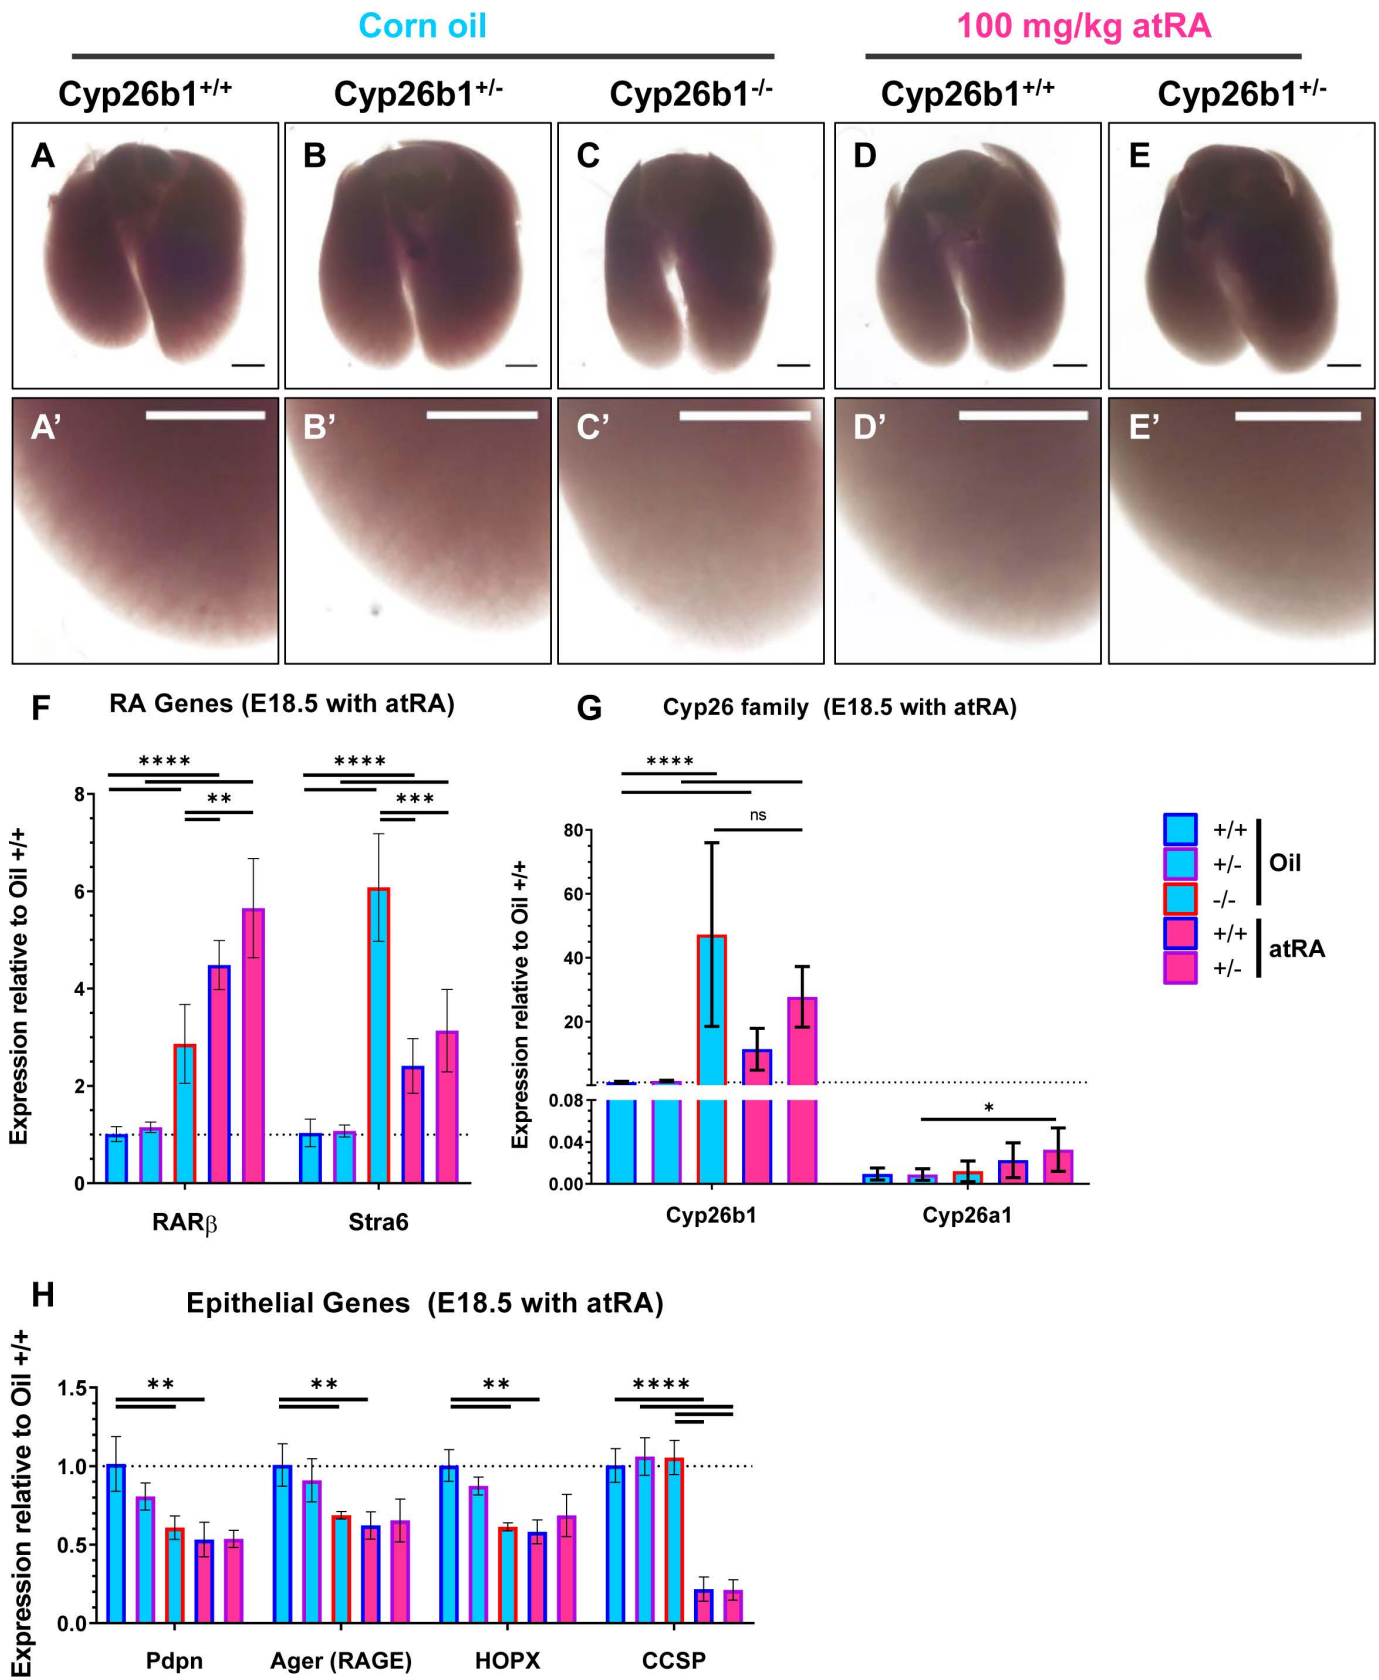 Corn oil 100 mg/kg atRA
Cyp26b1+/+ Cyp26b1+/- Cyp26b1-/- Cyp26b1+/+ Cyp26b1+/-
A B C D E
A’ B’ C’ D’ E’
F RA Genes (E18.5 with atRA)
**** ****
** ***
Expression relative to Oil +/+
8
6
4
2
0
RARβ Stra6
G Cyp26 family (E18.5 with atRA)
****
ns
Expression relative to Oil +/+
80
60
40
20
0.08
0.04
0.00
*
Cyp26b1 Cyp26a1
+/+
+/-
-/-
Oil
+/+
+/-
atRA
H Epithelial Genes (E18.5 with atRA)
Expression relative to Oil +/+
** ** ** ****
1.5
1.0
0.5
0.0
Pdpn Ager (RAGE) HOPX CCSP